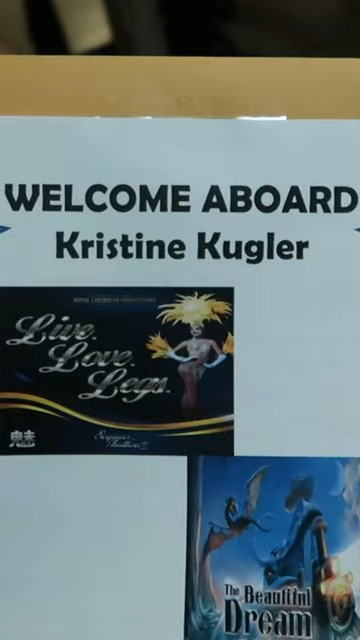 WELCOME ABOARD
Kristine Kugler
ROYAL CARIBBEAN PRODUCTIONS
Live.
Love.
Legs.
The Beautiful
Dream